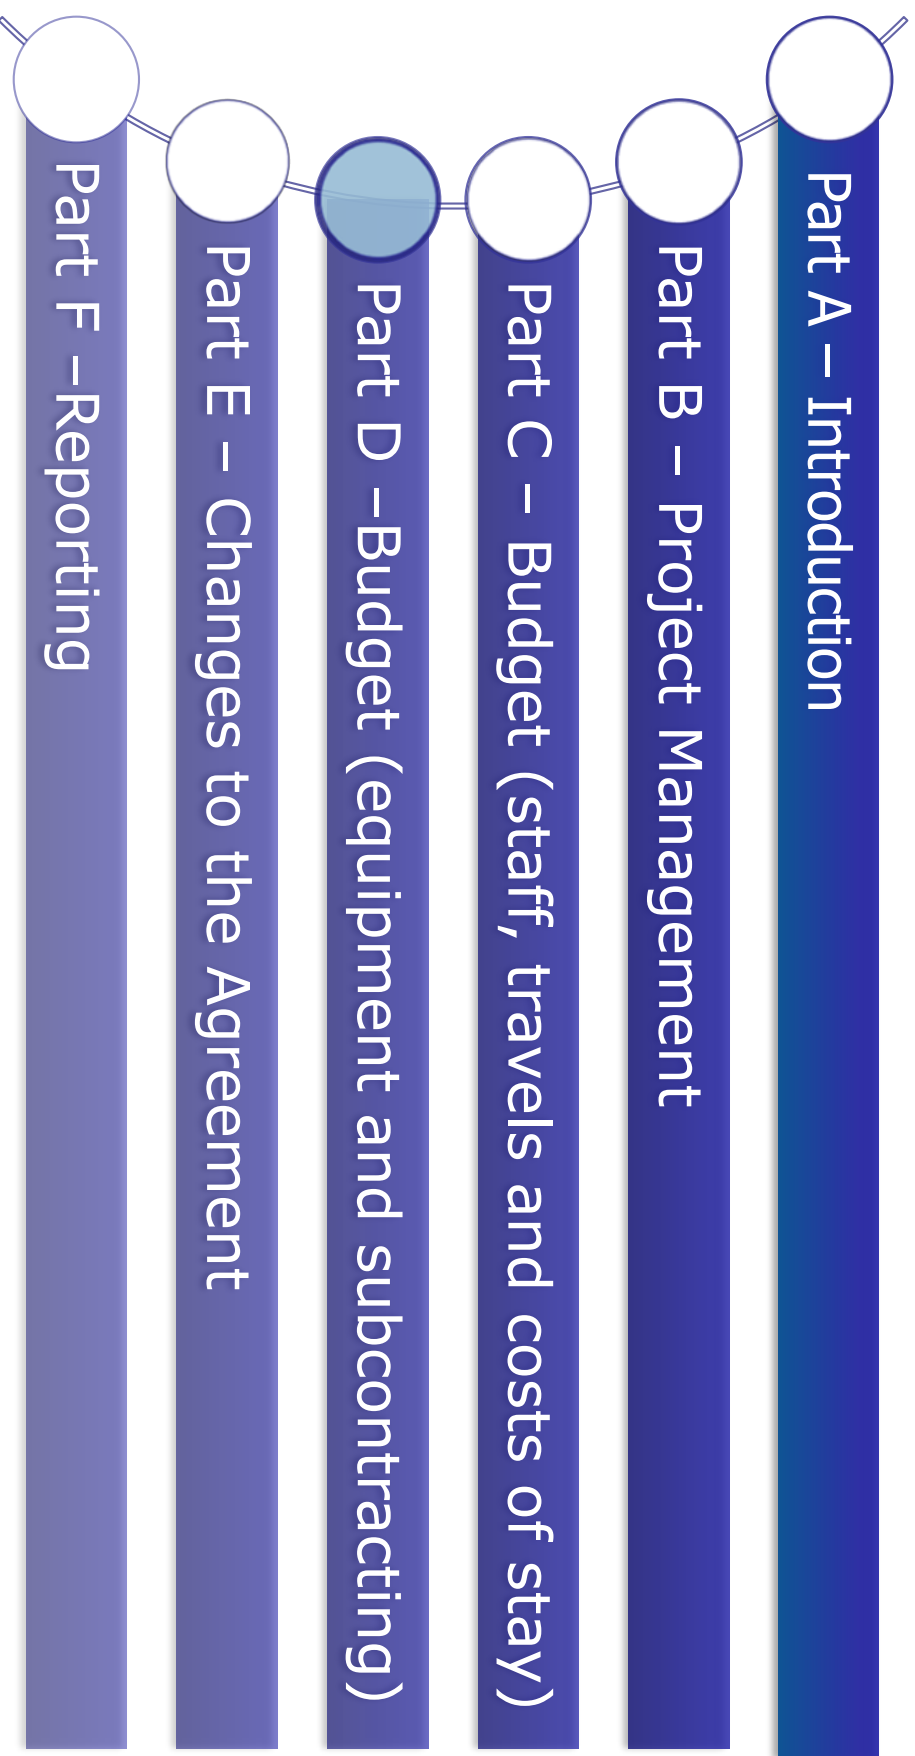 Part A – Introduction
Part B – Project Management
Part C – Budget (staff, travels and costs of stay)
Part D –Budget (equipment and subcontracting)
Part E – Changes to the Agreement
Part F –Reporting